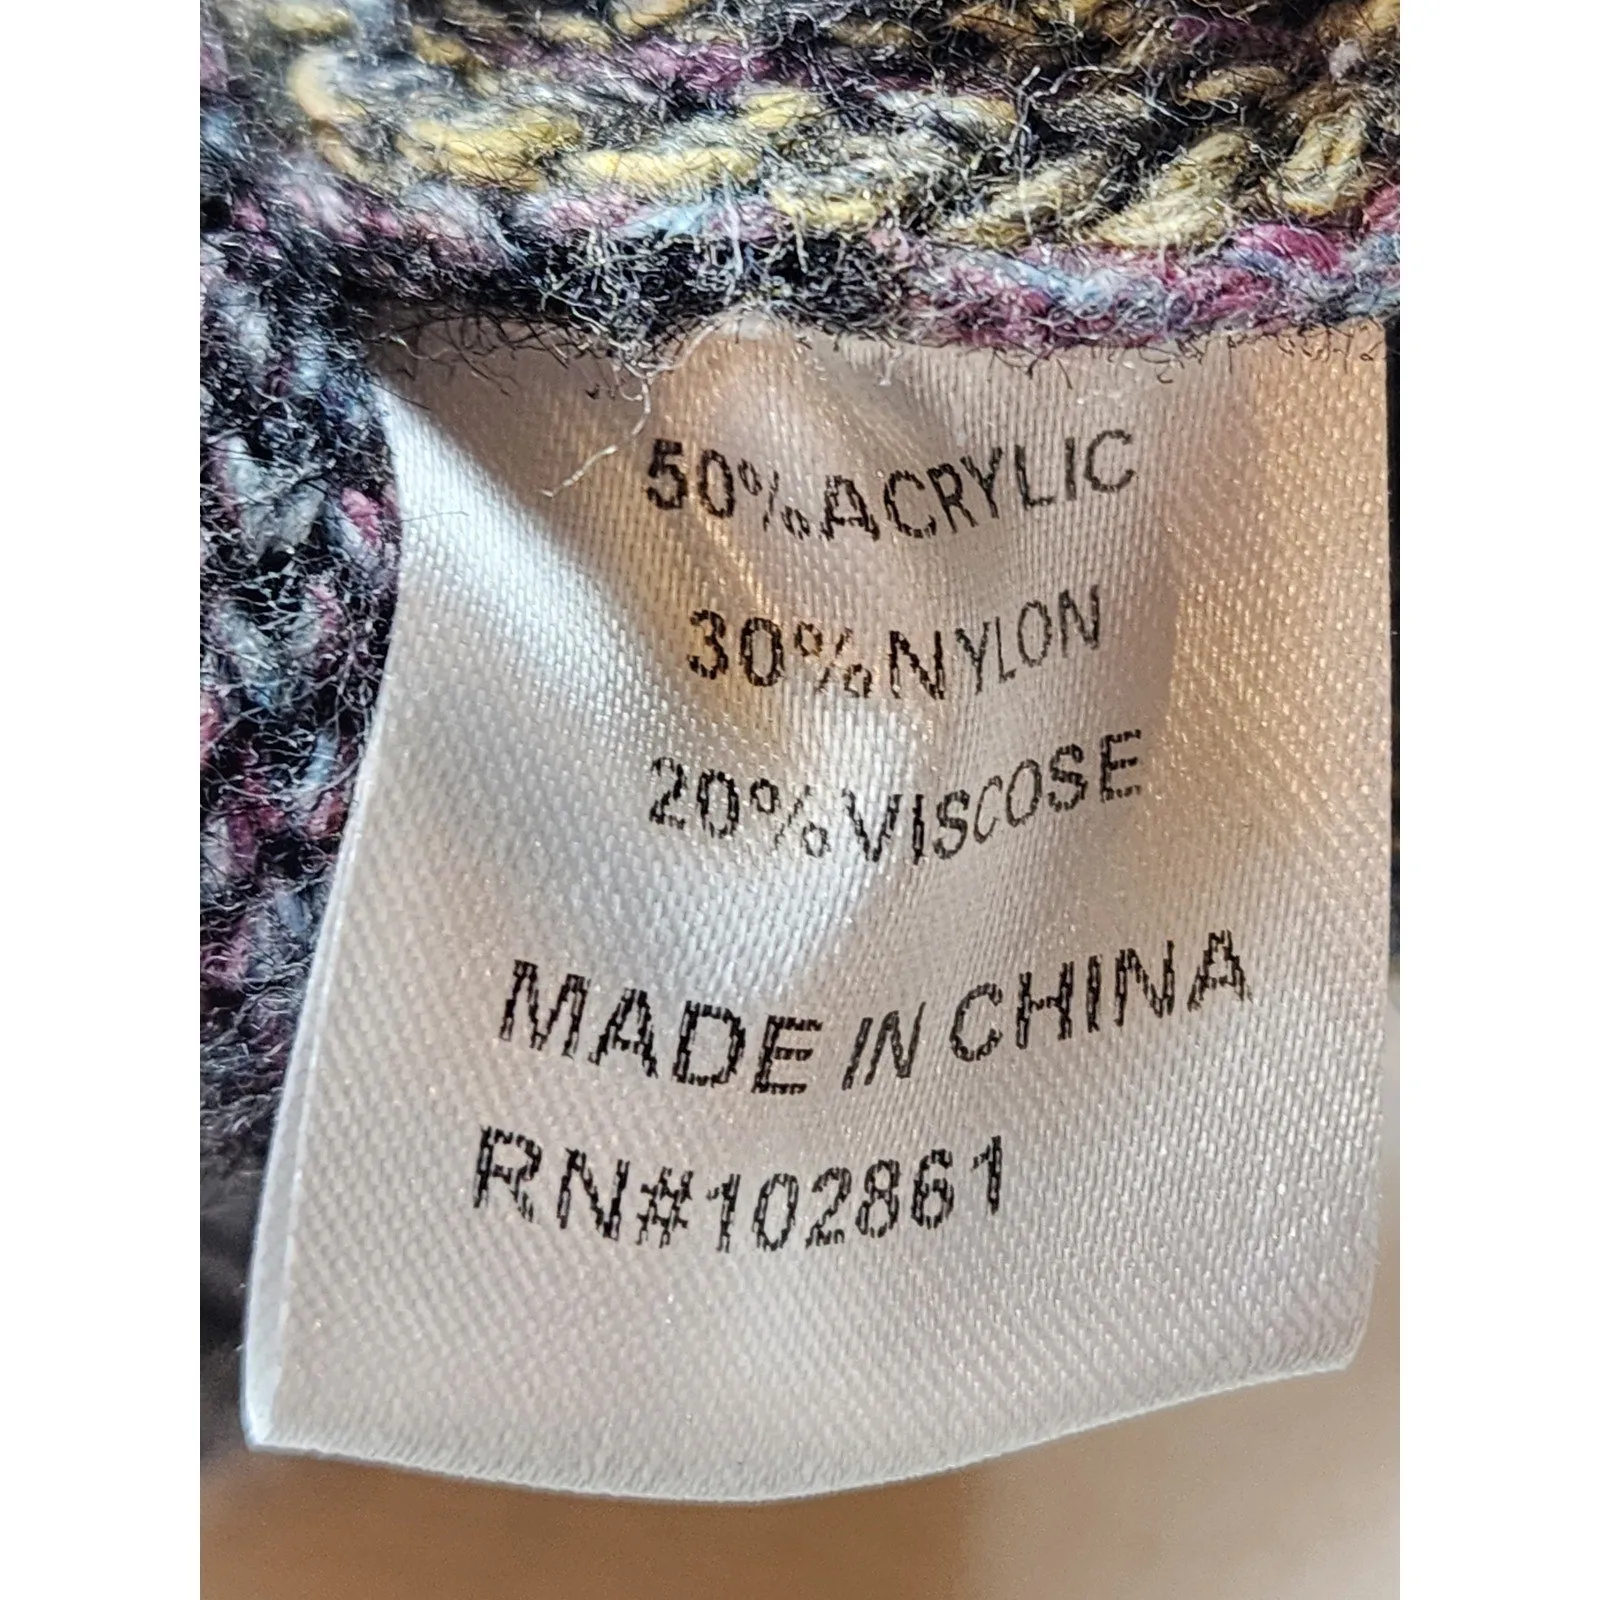 50%ACRYLIC
30%NYLON
20%VISCOSE
MADE IN CHINA
RN#102861